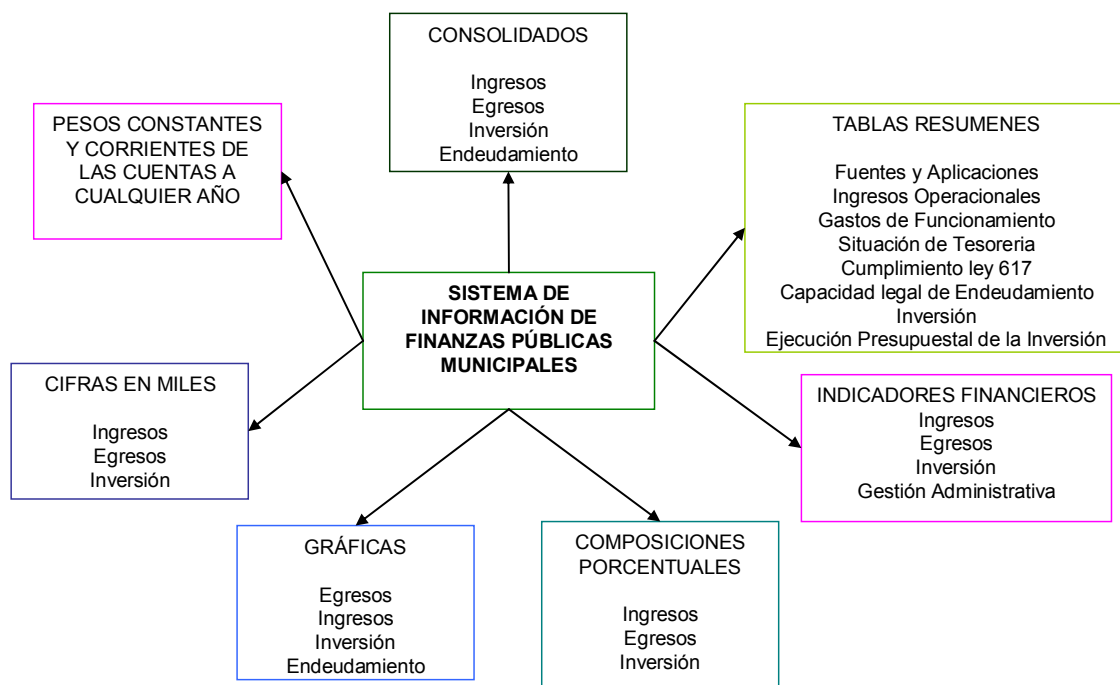 CONSOLIDADOS
Ingresos
Egresos
Inversión
Endeudamiento
PESOS CONSTANTES
Y CORRIENTES DE
LAS CUENTAS A
CUALQUIER AÑO
TABLAS RESUMENES
Fuentes y Aplicaciones
Ingresos Operacionales
Gastos de Funcionamiento
Situación de Tesoreria
Cumplimiento ley 617
Capacidad legal de Endeudamiento
Inversión
Ejecución Presupuestal de la Inversión
SISTEMA DE
INFORMACIÓN DE
FINANZAS PÚBLICAS
MUNICIPALES
CIFRAS EN MILES
Ingresos
Egresos
Inversión
INDICADORES FINANCIEROS
Ingresos
Egresos
Inversión
Gestión Administrativa
GRÁFICAS
Egresos
Ingresos
Inversión
Endeudamiento
COMPOSICIONES
PORCENTUALES
Ingresos
Egresos
Inversión